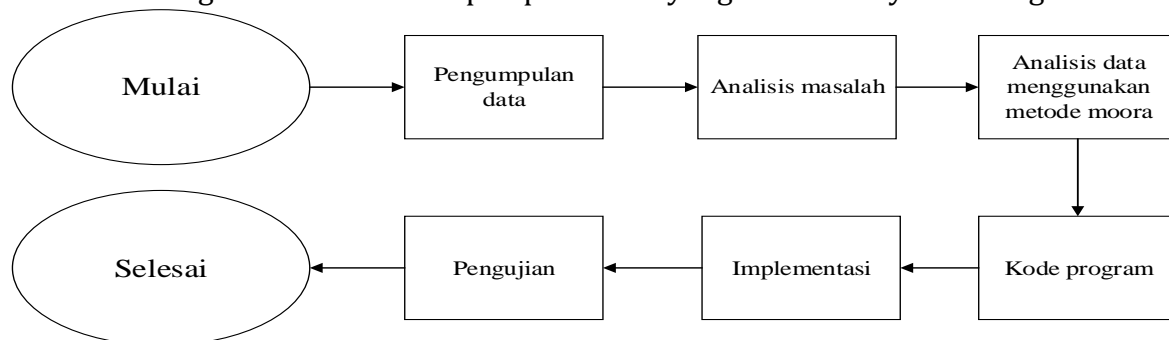 Mulai
Pengumpulan
data
Analisis masalah
Analisis data
menggunakan
metode moora
Kode program
Implementasi
Pengujian
Selesai